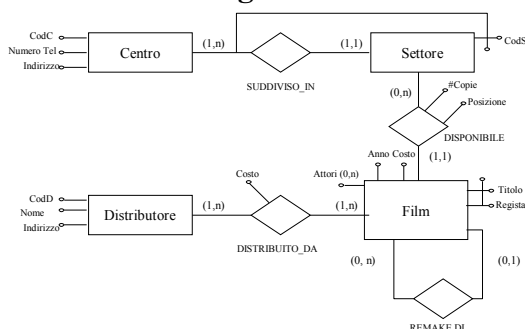 CodC
Numero Tel
Indirizzo
Centro
(1,n)
SUDDIVISO_IN
(1,1)
Settore
CodS
(0,n)
#Copie
Posizione
DISPONIBILE
(1,1)
Anno Costo
Attori (0,n)
Titolo
Regista
Film
CodD
Nome
Indirizzo
Distributore
(1,n)
Costo
DISTRIBUITO_DA
(1,n)
(0, n)
(0,1)
REMAKE DI